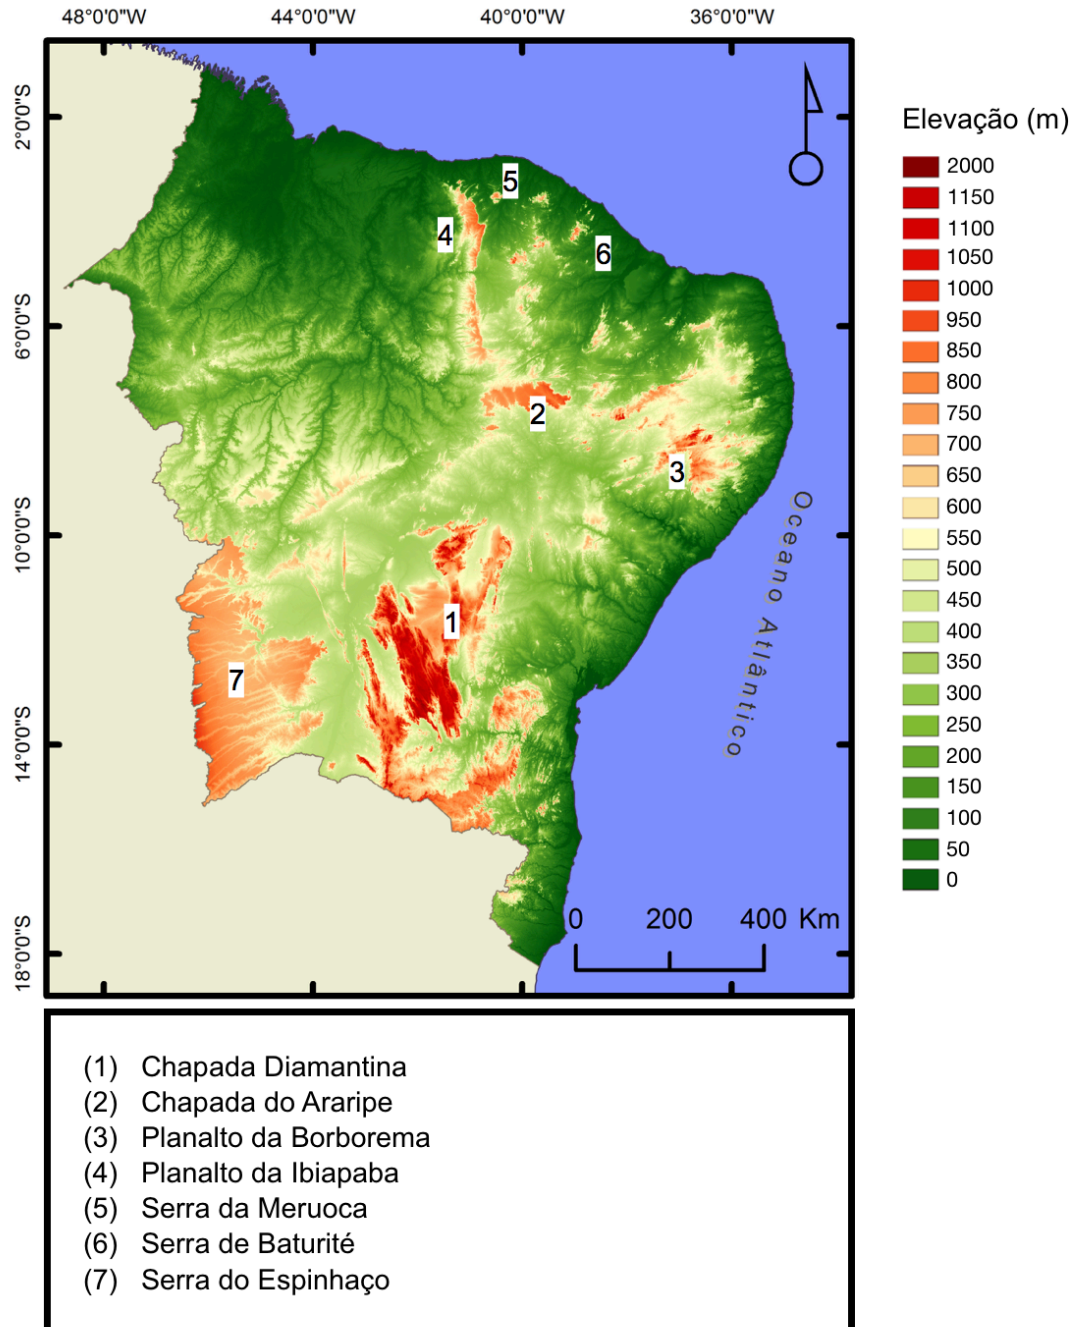 48°0'0"W 44°0'0"W 40°0'0"W 36°0'0"W
2°0'0"S
6°0'0"S
10°0'0"S
14°0'0"S
18°0'0"S
5
4
6
2
3
1
7
Oceano Atlântico
0 200 400 Km
Elevação (m)
2000
1150
1100
1050
1000
950
850
800
750
700
650
600
550
500
450
400
350
300
250
200
150
100
50
0
(1) Chapada Diamantina
(2) Chapada do Araripe
(3) Planalto da Borborema
(4) Planalto da Ibiapaba
(5) Serra da Meruoca
(6) Serra de Baturité
(7) Serra do Espinhaço